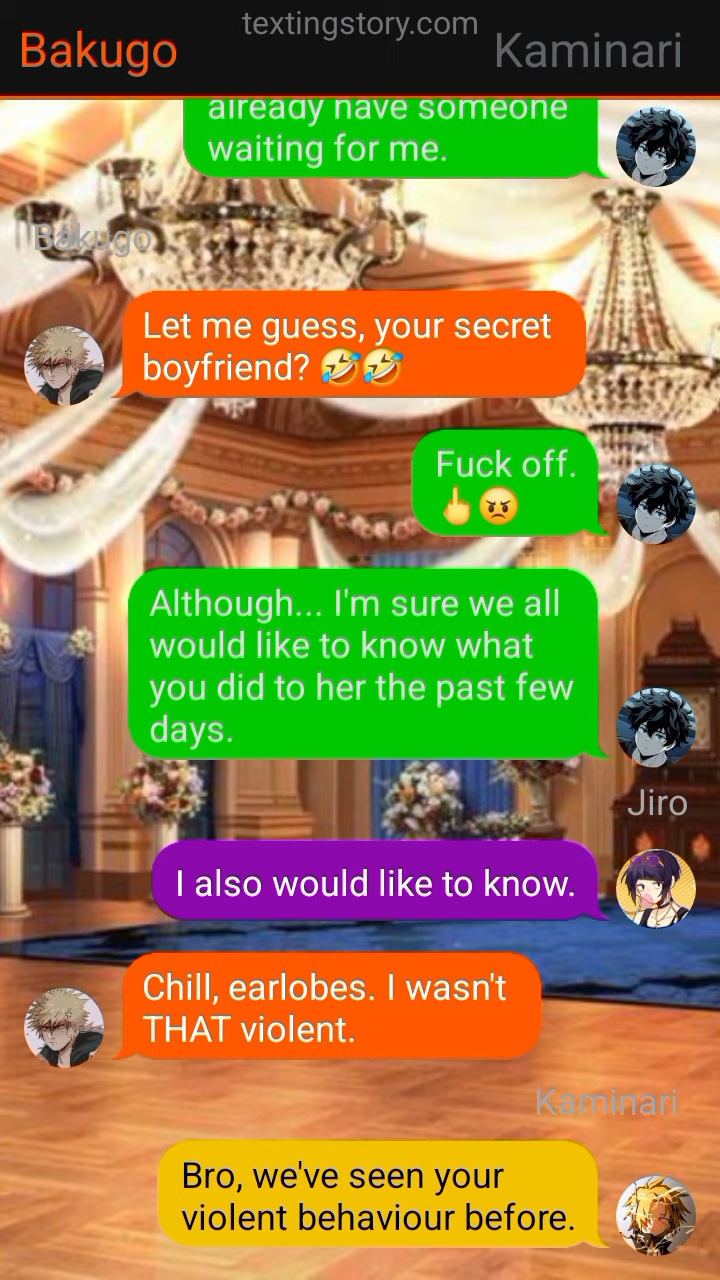 textingstory.com
Bakugo
Kaminari
already have someone
waiting for me.
Bakugo
Let me guess, your secret
boyfriend? 🤣🤣
Fuck off.
🖕😠
Although... I'm sure we all
would like to know what
you did to her the past few
days.
Jiro
I also would like to know.
Chill, earlobes. I wasn't
THAT violent.
Kaminari
Bro, we've seen your
violent behaviour before.